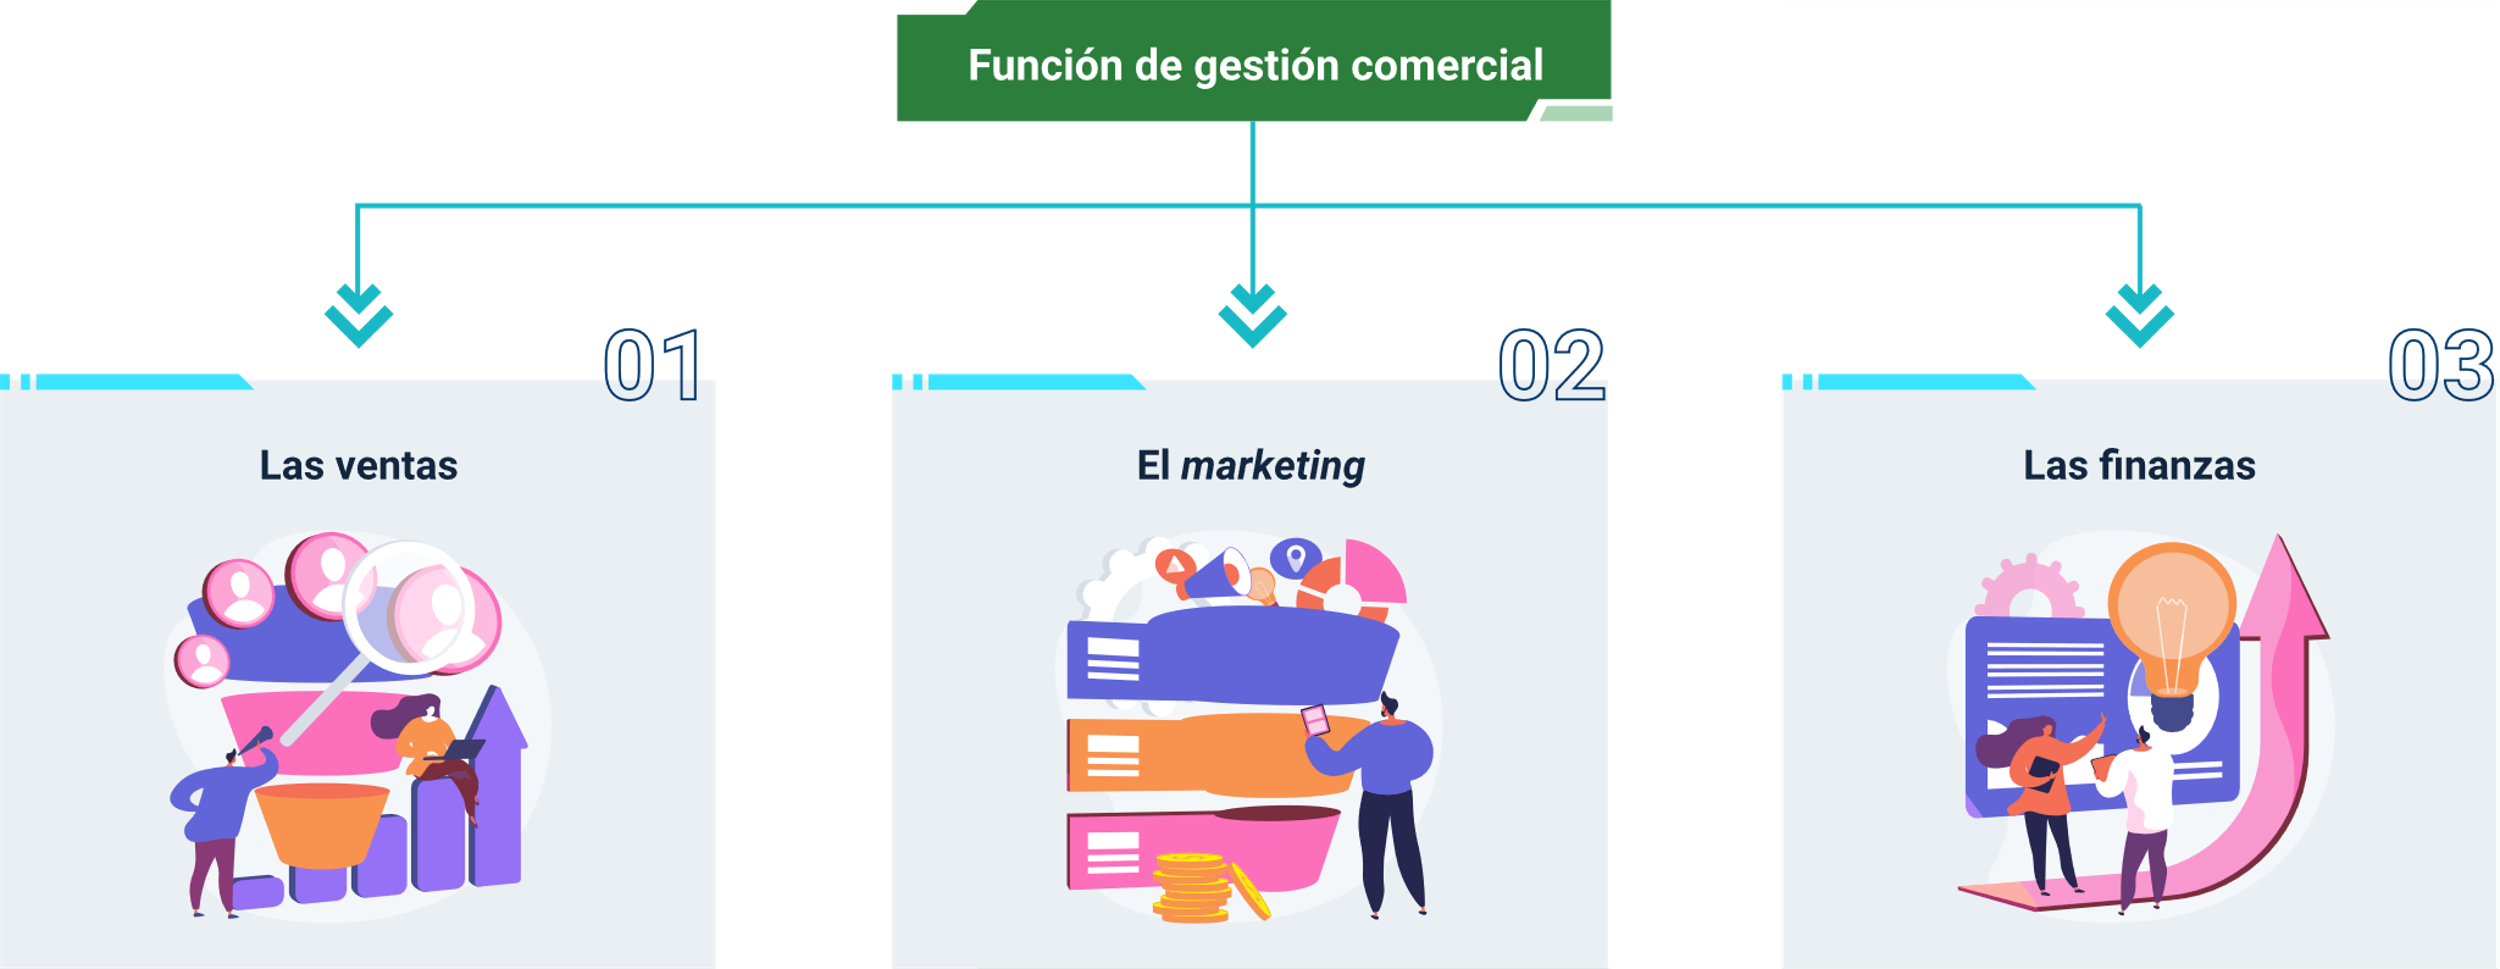 Función de gestión comercial
01
02
03
Las ventas
El marketing
Las finanzas